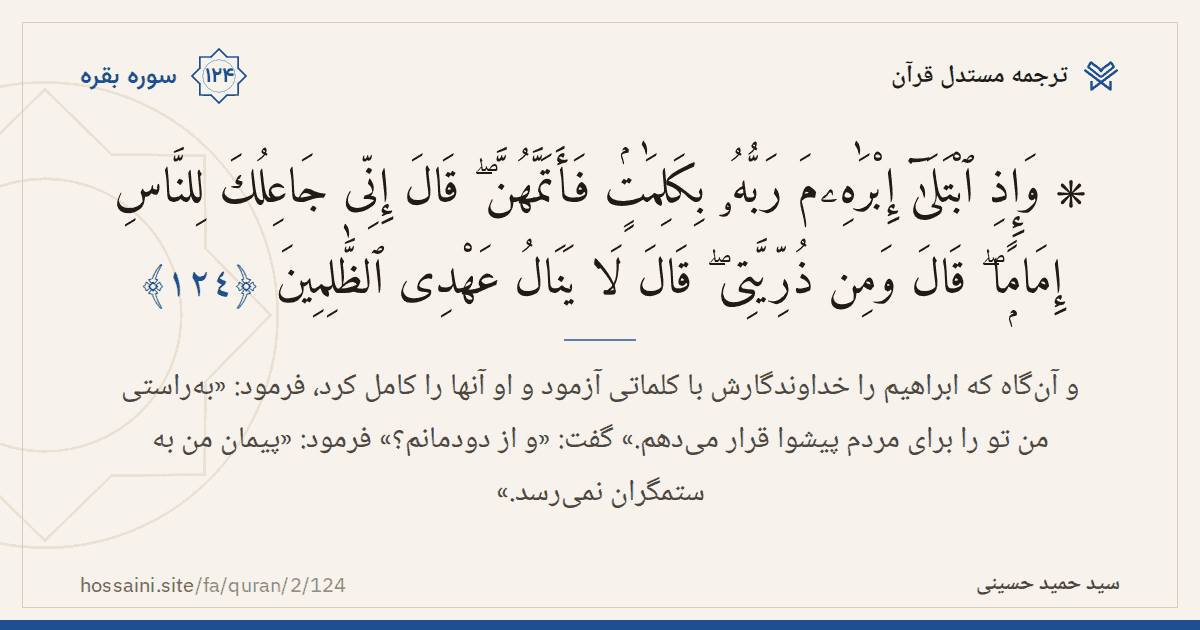 ترجمه مستدل قرآن
۱۲۴ سوره بقره
⁕ وَإِذِ ٱبْتَلَىٰٓ إِبْرَٰهِـۧمَ رَبُّهُۥ بِكَلِمَـٰتٍۢ فَأَتَمَّهُنَّ ۖ قَالَ إِنِّى جَاعِلُكَ لِلنَّاسِ
إِمَامًۭا ۖ قَالَ وَمِن ذُرِّيَّتِى ۖ قَالَ لَا يَنَالُ عَهْدِى ٱلظَّـٰلِمِينَ ﴿١٢٤﴾
و آن‌گاه که ابراهیم را خداوندگارش با کلماتی آزمود و او آنها را کامل کرد، فرمود: «به‌راستی
من تو را برای مردم پیشوا قرار می‌دهم.» گفت: «و از دودمانم؟» فرمود: «پیمان من به
ستمگران نمی‌رسد.»
سید حمید حسینی
hossaini.site/fa/quran/2/124